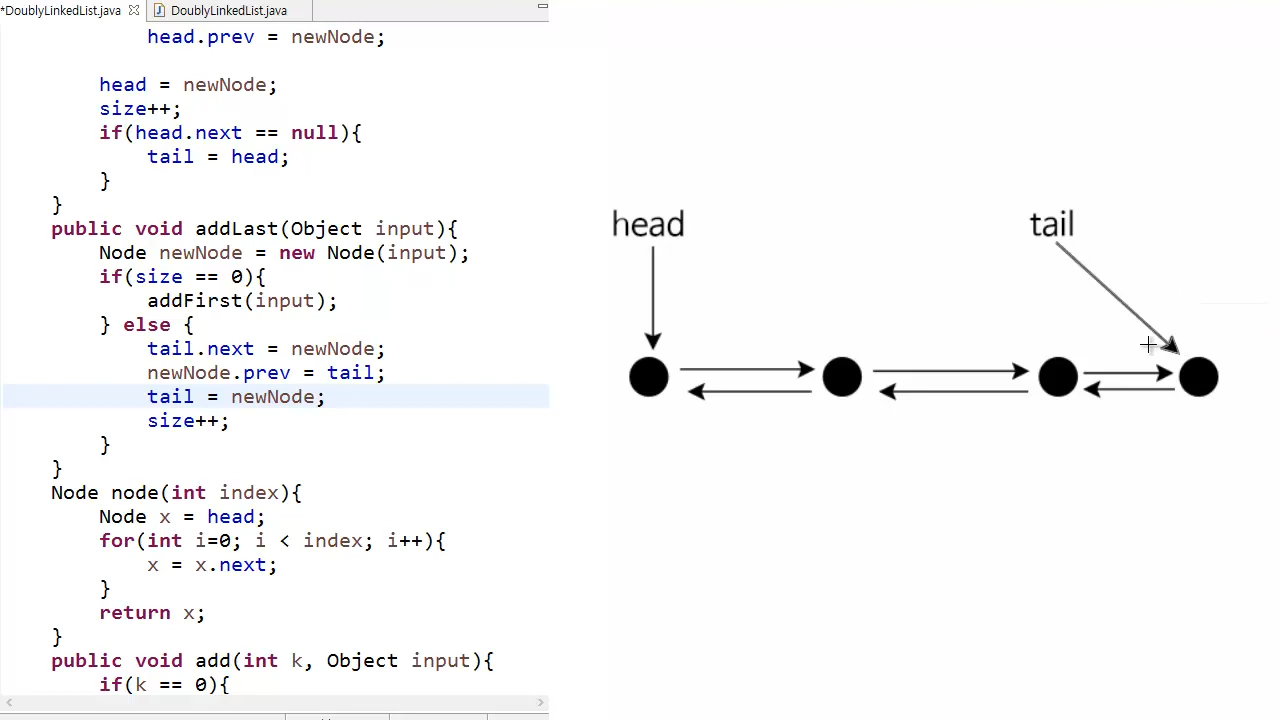 *DoublyLinkedList.java DoublyLinkedList.java
head.prev = newNode;
head = newNode;
size++;
if(head.next == null){
tail = head;
}
}
public void addLast(Object input){
Node newNode = new Node(input);
if(size == 0){
addFirst(input);
} else {
tail.next = newNode;
newNode.prev = tail;
tail = newNode;
size++;
}
}
Node node(int index){
Node x = head;
for(int i=0; i < index; i++){
x = x.next;
}
return x;
}
public void add(int k, Object input){
if(k == 0){
head
tail